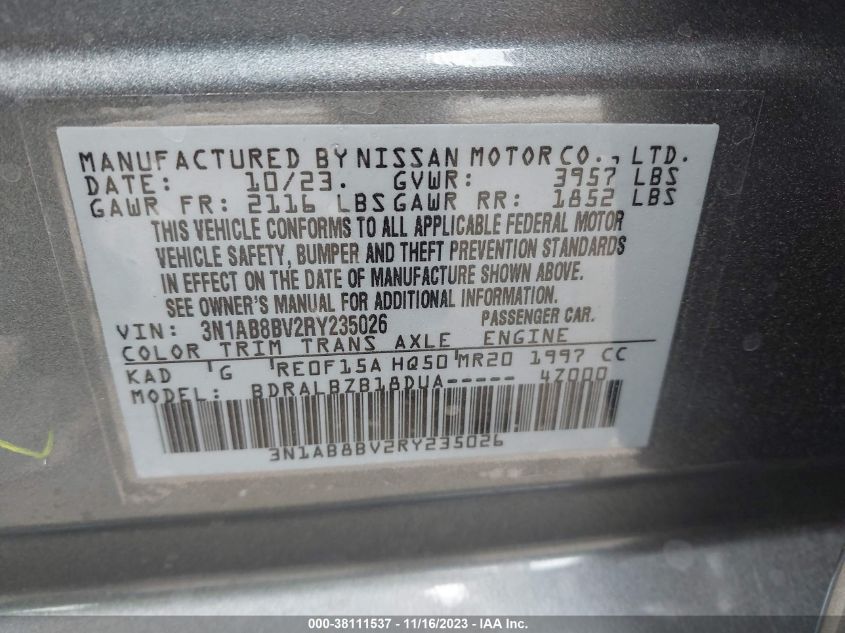 MANUFACTURED BY NISSAN MOTOR CO., LTD.
DATE: 10/23. GVWR: 3957 LBS
GAWR FR: 2116 LBS GAWR RR: 1852 LBS
THIS VEHICLE CONFORMS TO ALL APPLICABLE FEDERAL MOTOR
VEHICLE SAFETY, BUMPER AND THEFT PREVENTION STANDARDS
IN EFFECT ON THE DATE OF MANUFACTURE SHOWN ABOVE.
SEE OWNER'S MANUAL FOR ADDITIONAL INFORMATION.
VIN: 3N1AB8BV2RY235026 PASSENGER CAR.
COLOR TRIM TRANS AXLE ENGINE
KAD G RE0F15A HQ50 MR20 1997 CC
MODEL: BDRALBZB18DUA----- 4Z000
3N1AB8BV2RY235026
000-38111537 - 11/16/2023 - IAAI.com